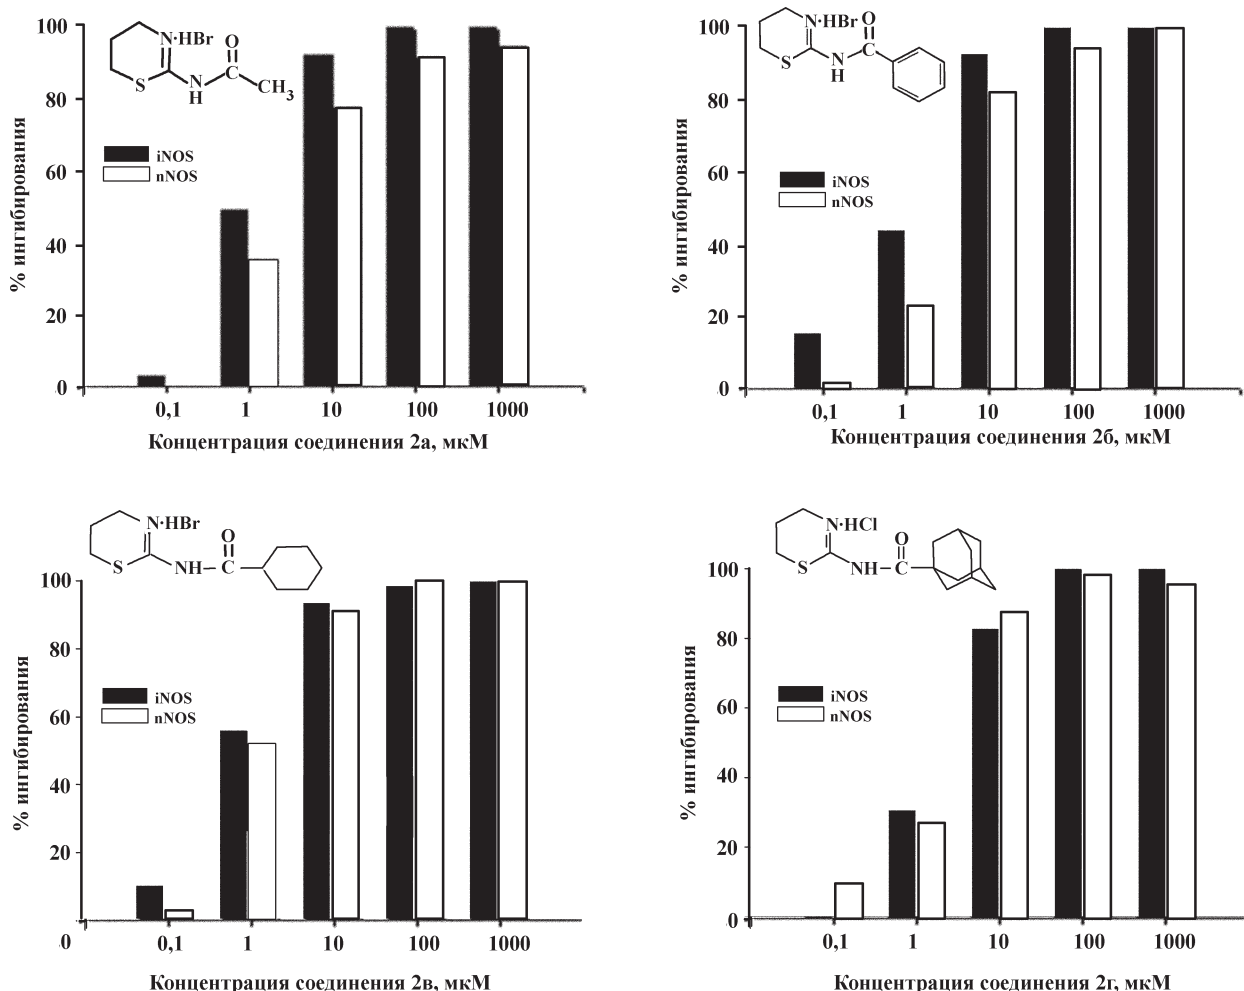 100
80
60
40
20
0
% ингибирования
N·HBr
O
S
N
H
C
CH3
iNOS
nNOS
0,1 1 10 100 1000
Концентрация соединения 2а, мкМ
100
80
60
40
20
0
% ингибирования
N·HBr
O
S
N
H
C
iNOS
nNOS
0,1 1 10 100 1000
Концентрация соединения 2б, мкМ
100
80
60
40
20
0
% ингибирования
N·HBr
O
S
NH
C
iNOS
nNOS
0,1 1 10 100 1000
Концентрация соединения 2в, мкМ
100
80
60
40
20
0
% ингибирования
N·HCl
O
S
NH
C
iNOS
nNOS
0,1 1 10 100 1000
Концентрация соединения 2г, мкМ